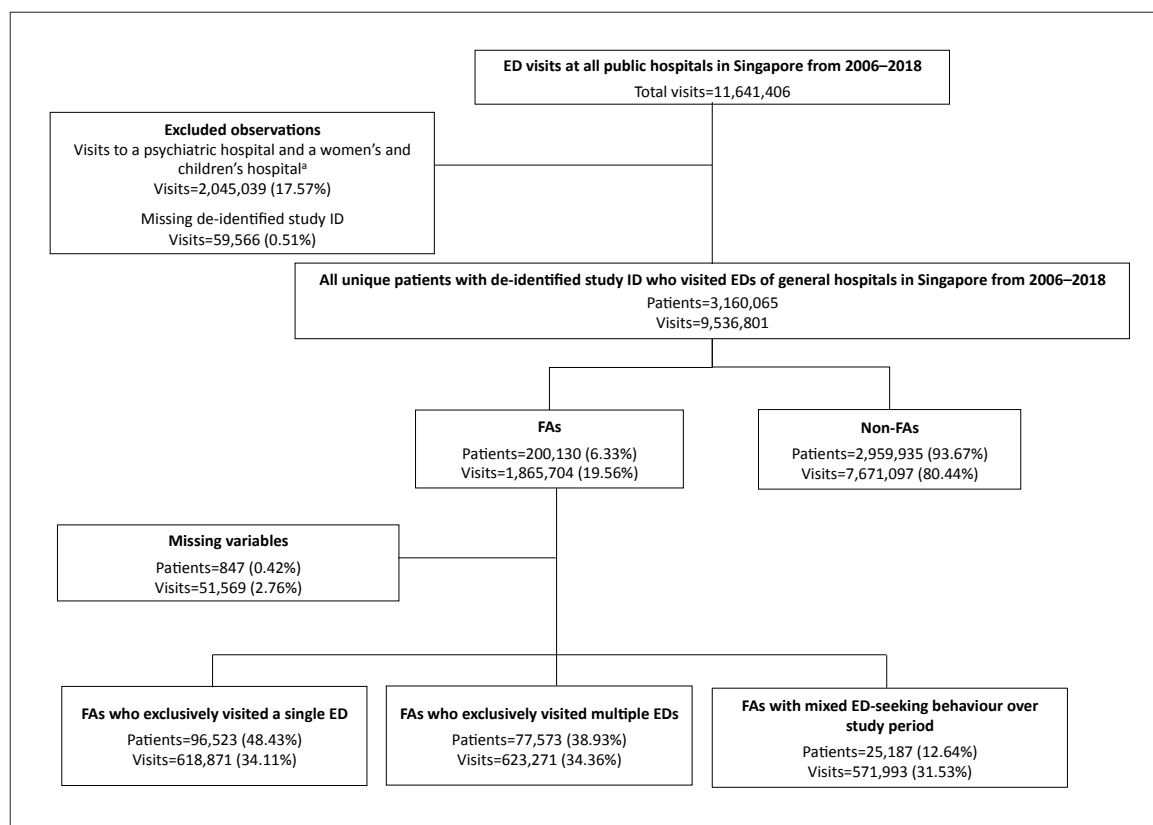 ED visits at all public hospitals in Singapore from 2006–2018
Total visits=11,641,406
Excluded observations
Visits to a psychiatric hospital and a women's and
children's hospitalᵃ
Visits=2,045,039 (17.57%)
Missing de-identified study ID
Visits=59,566 (0.51%)
All unique patients with de-identified study ID who visited EDs of general hospitals in Singapore from 2006–2018
Patients=3,160,065
Visits=9,536,801
FAs
Patients=200,130 (6.33%)
Visits=1,865,704 (19.56%)
Non-FAs
Patients=2,959,935 (93.67%)
Visits=7,671,097 (80.44%)
Missing variables
Patients=847 (0.42%)
Visits=51,569 (2.76%)
FAs who exclusively visited a single ED
Patients=96,523 (48.43%)
Visits=618,871 (34.11%)
FAs who exclusively visited multiple EDs
Patients=77,573 (38.93%)
Visits=623,271 (34.36%)
FAs with mixed ED-seeking behaviour over
study period
Patients=25,187 (12.64%)
Visits=571,993 (31.53%)